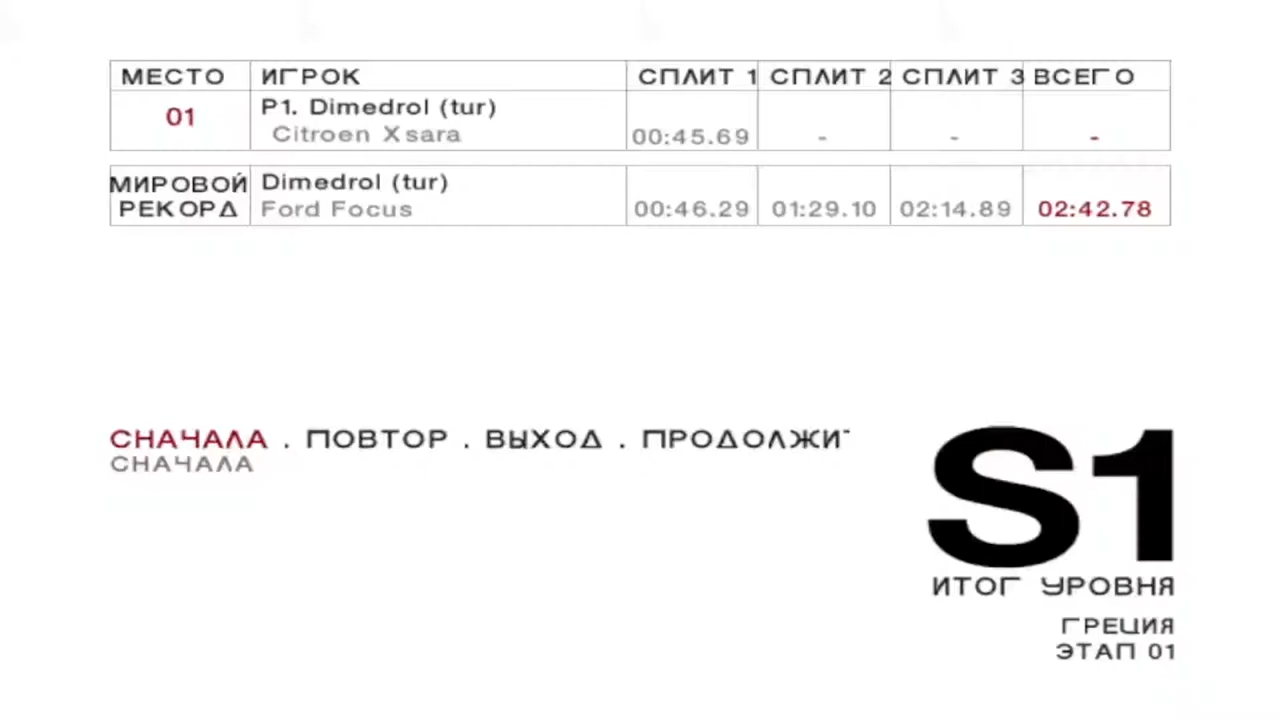 МЕСТО ИГРОК СПЛИТ 1 СПЛИТ 2 СПЛИТ 3 ВСЕГО
01 P1. Dimedrol (tur)
Citroen Xsara 00:45.69 - - -
МИРОВОЙ Dimedrol (tur)
РЕКОРД Ford Focus 00:46.29 01:29.10 02:14.89 02:42.78
СНАЧАЛА . ПОВТОР . ВЫХОД . ПРОДОЛЖИ
СНАЧАЛА
S1
ИТОГ УРОВНЯ
ГРЕЦИЯ
ЭТАП 01